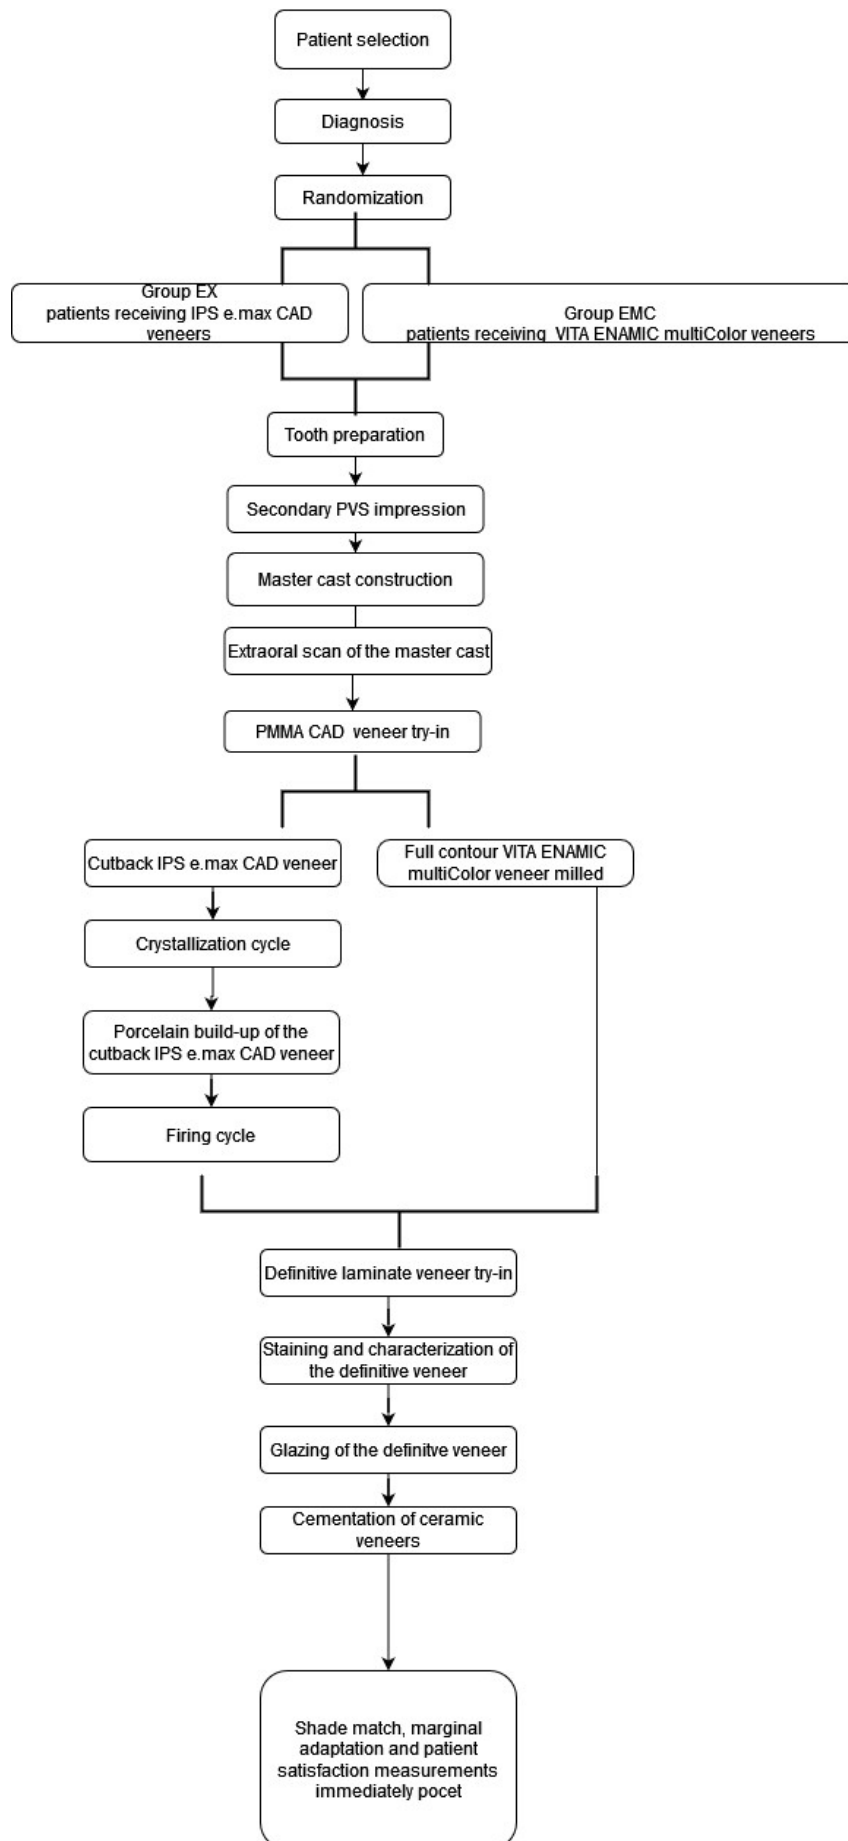 Patient selection
Diagnosis
Randomization
Group EX
patients receiving IPS e.max CAD
veneers
Group EMC
patients receiving VITA ENAMIC multiColor veneers
Tooth preparation
Secondary PVS impression
Master cast construction
Extraoral scan of the master cast
PMMA CAD veneer try-in
Cutback IPS e.max CAD veneer
Full contour VITA ENAMIC
multiColor veneer milled
Crystallization cycle
Porcelain build-up of the
cutback IPS e.max CAD veneer
Firing cycle
Definitive laminate veneer try-in
Staining and characterization of
the definitive veneer
Glazing of the definitve veneer
Cementation of ceramic
veneers
Shade match, marginal
adaptation and patient
satisfaction measurements
immediately pocet